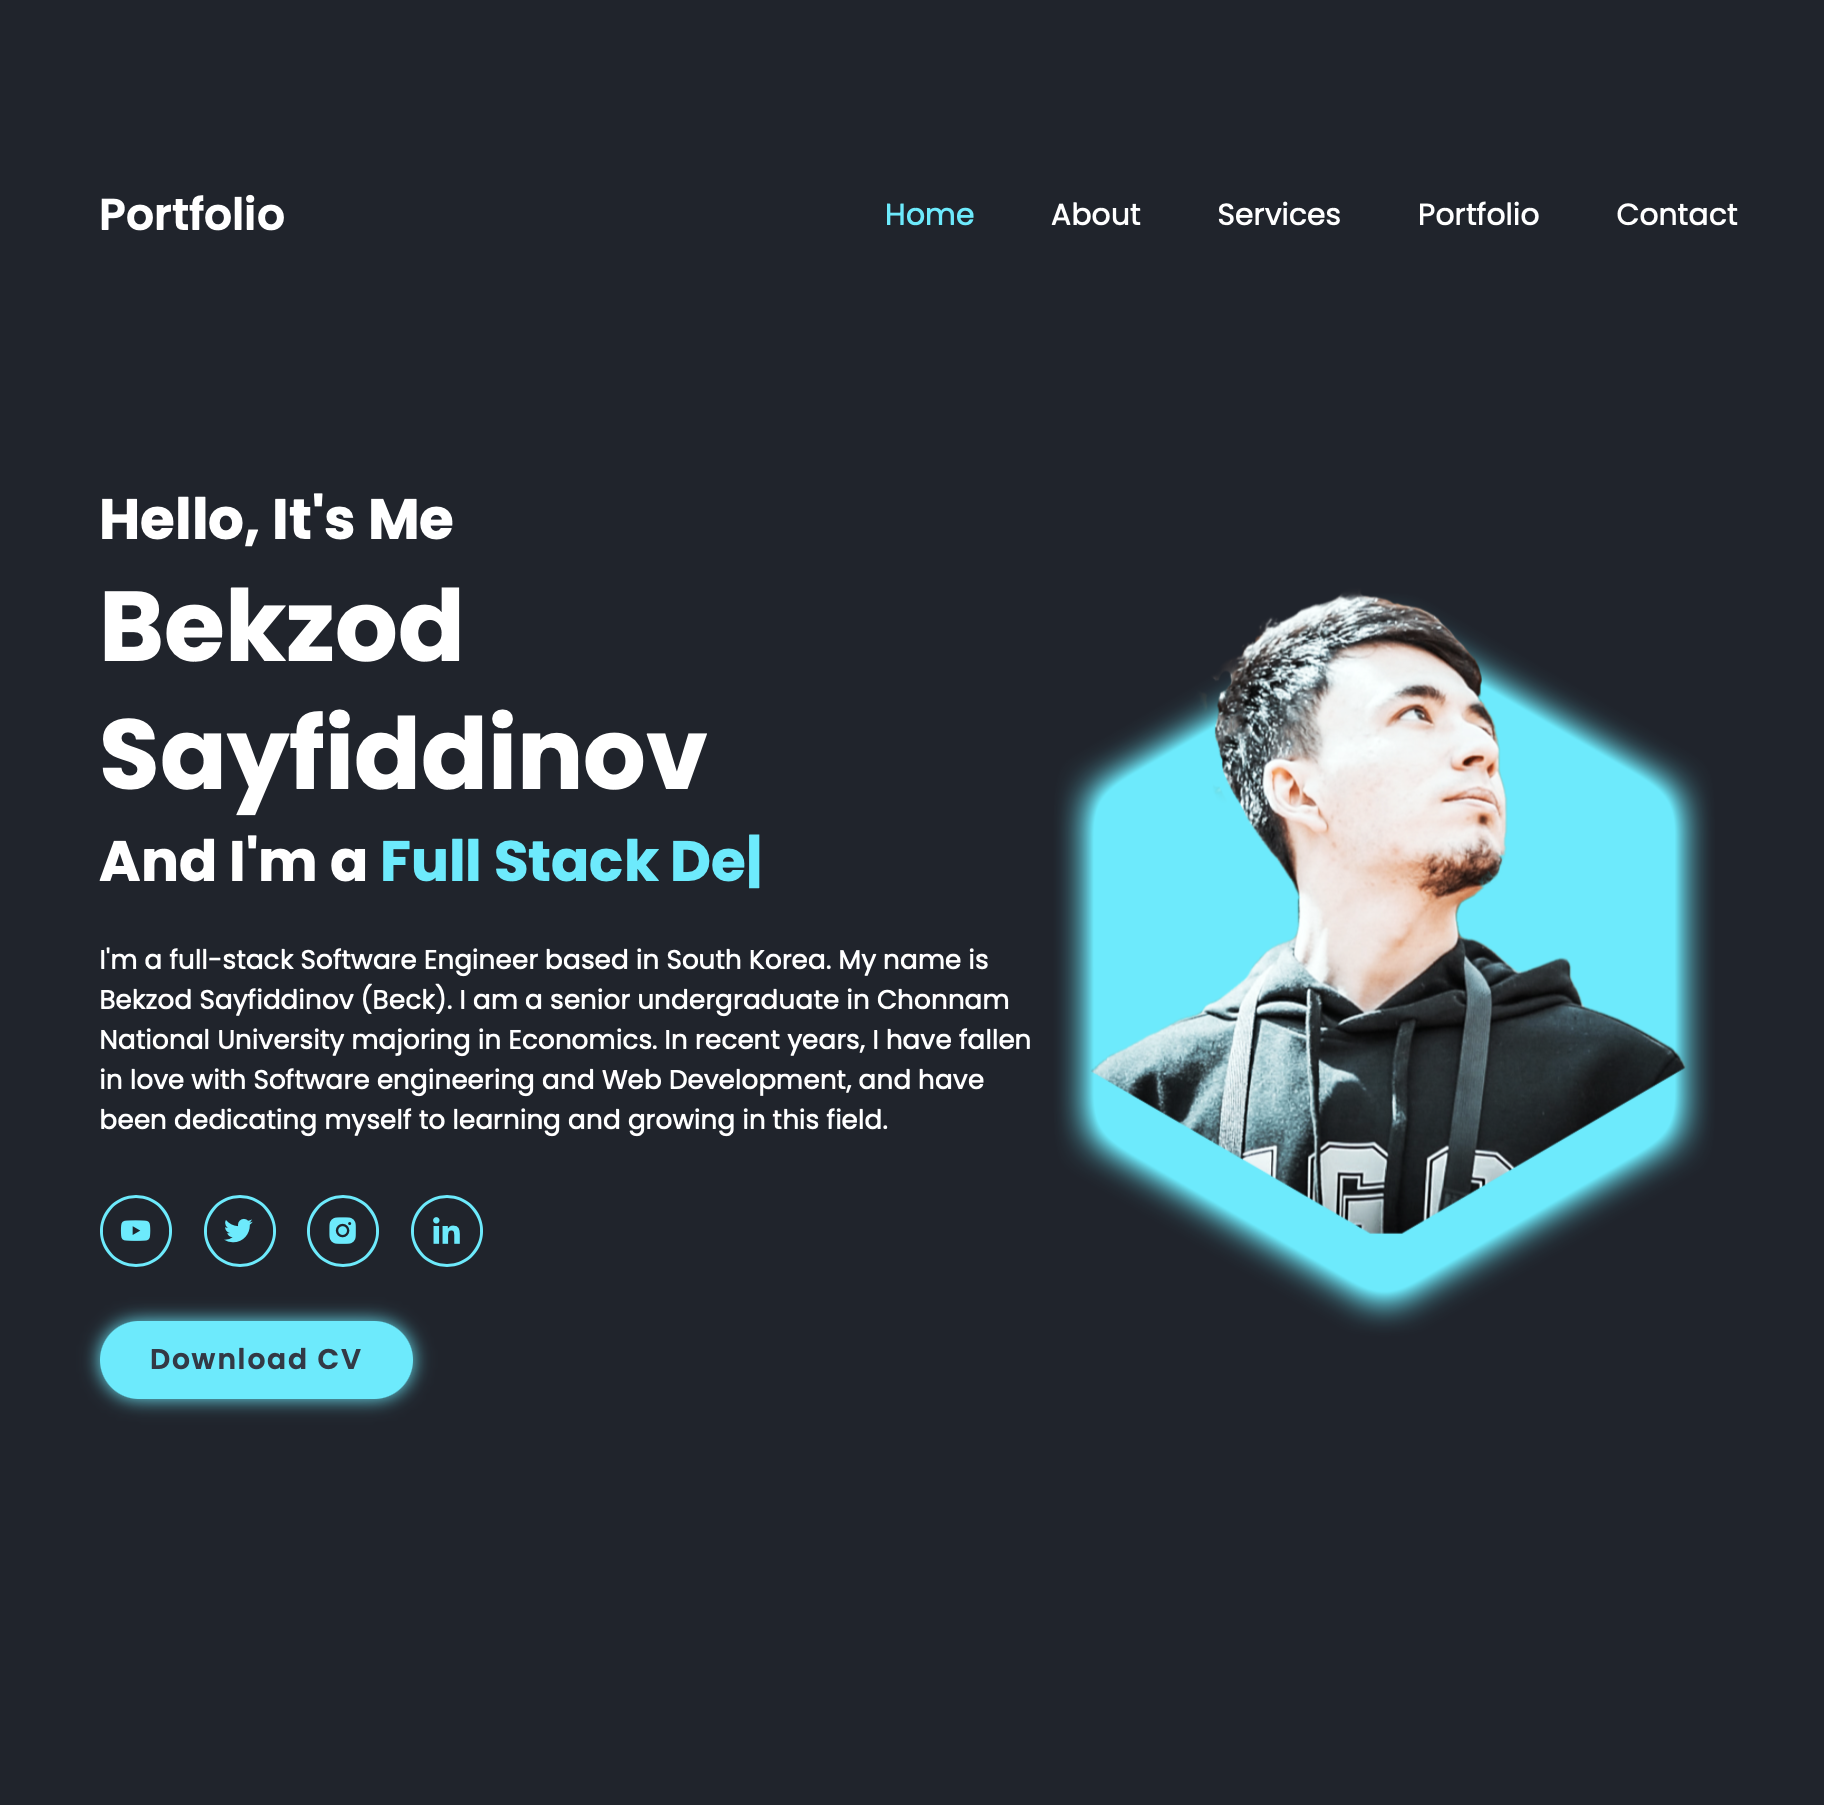 Portfolio
Home About Services Portfolio Contact
Hello, It's Me
Bekzod
Sayfiddinov
And I'm a Full Stack De|
I'm a full-stack Software Engineer based in South Korea. My name is
Bekzod Sayfiddinov (Beck). I am a senior undergraduate in Chonnam
National University majoring in Economics. In recent years, I have fallen
in love with Software engineering and Web Development, and have
been dedicating myself to learning and growing in this field.
in
Download CV